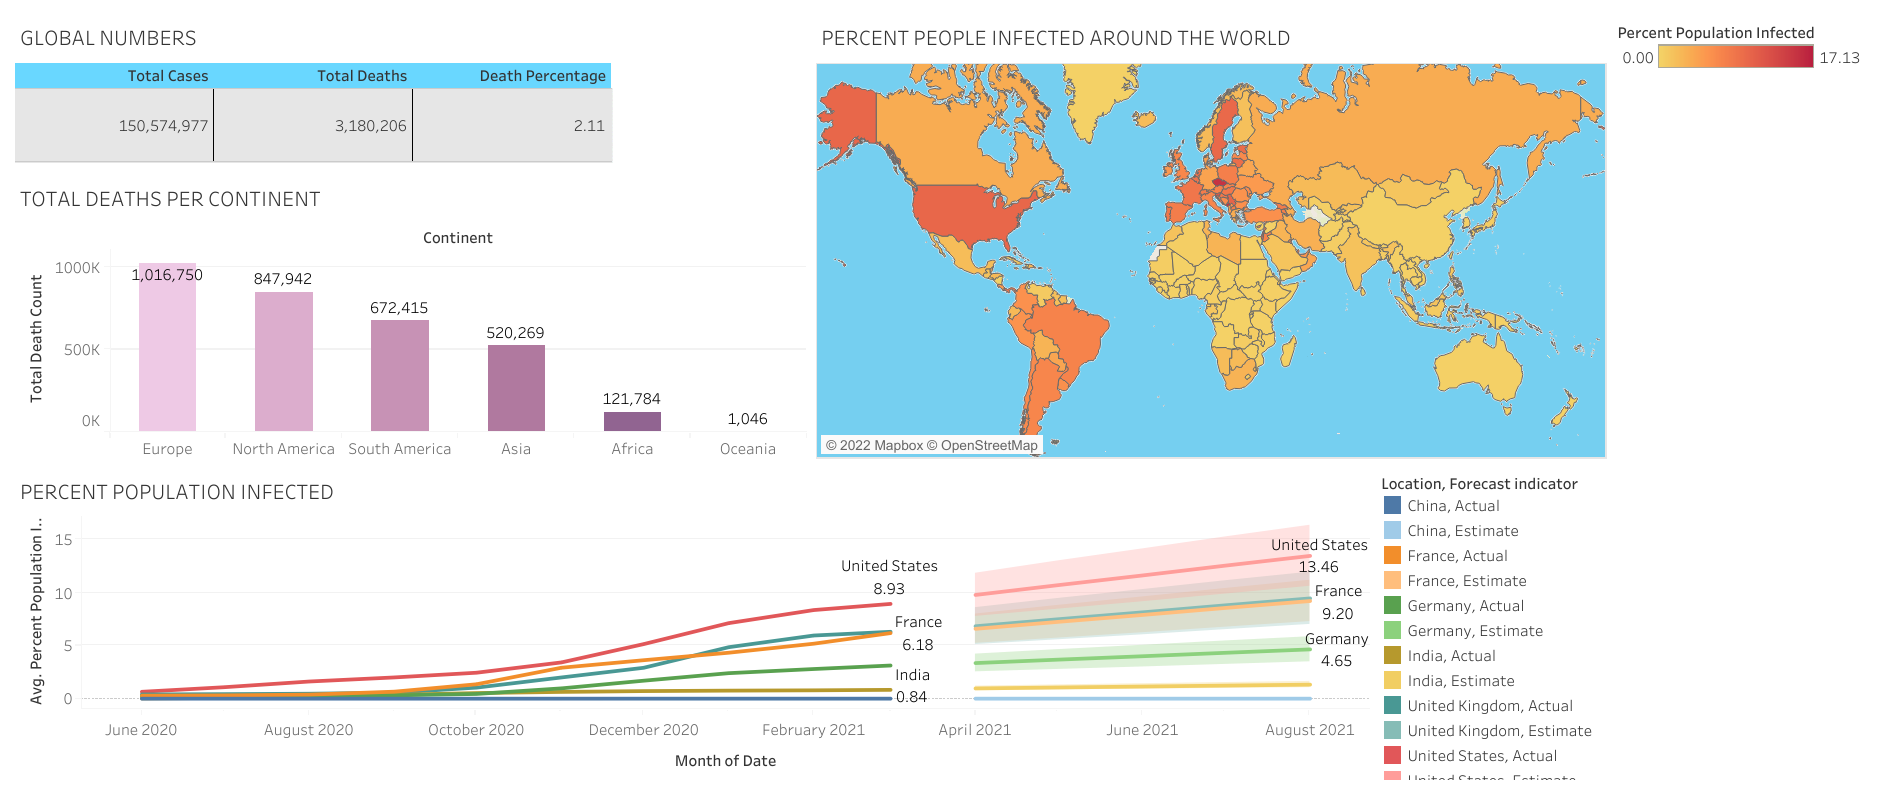 GLOBAL NUMBERS
Total Cases Total Deaths Death Percentage
150,574,977 3,180,206 2.11
TOTAL DEATHS PER CONTINENT
Continent
Total Death Count
1000K
500K
0K
1,016,750
847,942
672,415
520,269
121,784
1,046
Europe North America South America Asia Africa Oceania
PERCENT PEOPLE INFECTED AROUND THE WORLD
© 2022 Mapbox © OpenStreetMap
Percent Population Infected
0.00 17.13
PERCENT POPULATION INFECTED
Avg. Percent Population I..
15
10
5
0
United States
8.93
France
6.18
India
0.84
United States
13.46
France
9.20
Germany
4.65
June 2020 August 2020 October 2020 December 2020 February 2021 April 2021 June 2021 August 2021
Month of Date
Location, Forecast indicator
China, Actual
China, Estimate
France, Actual
France, Estimate
Germany, Actual
Germany, Estimate
India, Actual
India, Estimate
United Kingdom, Actual
United Kingdom, Estimate
United States, Actual
United States, Estimate